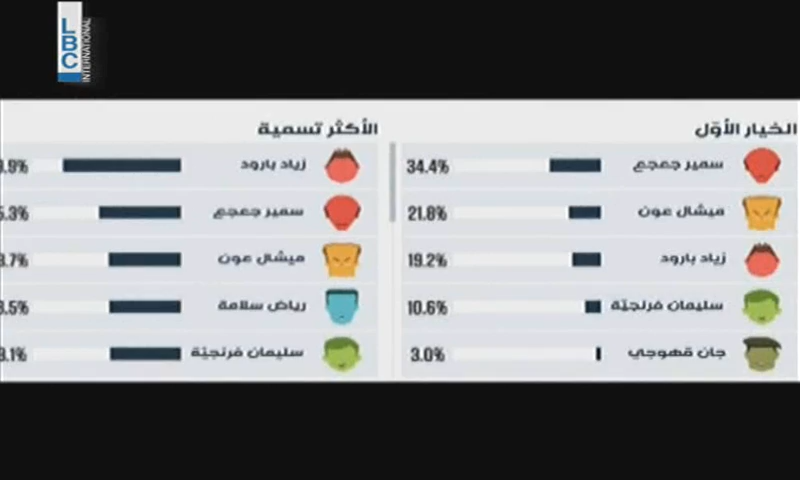 LBC
INTERNATIONAL
الخيار الأوّل
سمير جعجع 34.4%
ميشال عون 21.8%
زياد بارود 19.2%
سليمان فرنجيّة 10.6%
جان قهوجي 3.0%
الأكثر تسمية
زياد بارود
سمير جعجع
ميشال عون
رياض سلامة
سليمان فرنجيّة